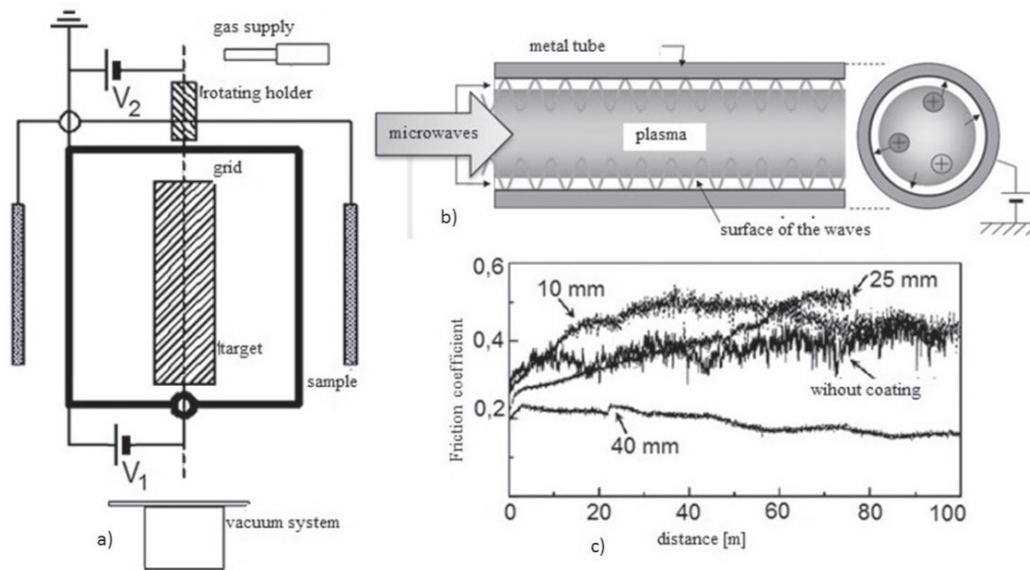 gas supply
V2
rotating holder
grid
target
sample
V1
vacuum system
a)
metal tube
microwaves
plasma
surface of the waves
b)
0,6
0,4
0,2
Friction coefficient
10 mm
25 mm
wihout coating
40 mm
0 20 40 60 80 100
distance [m]
c)